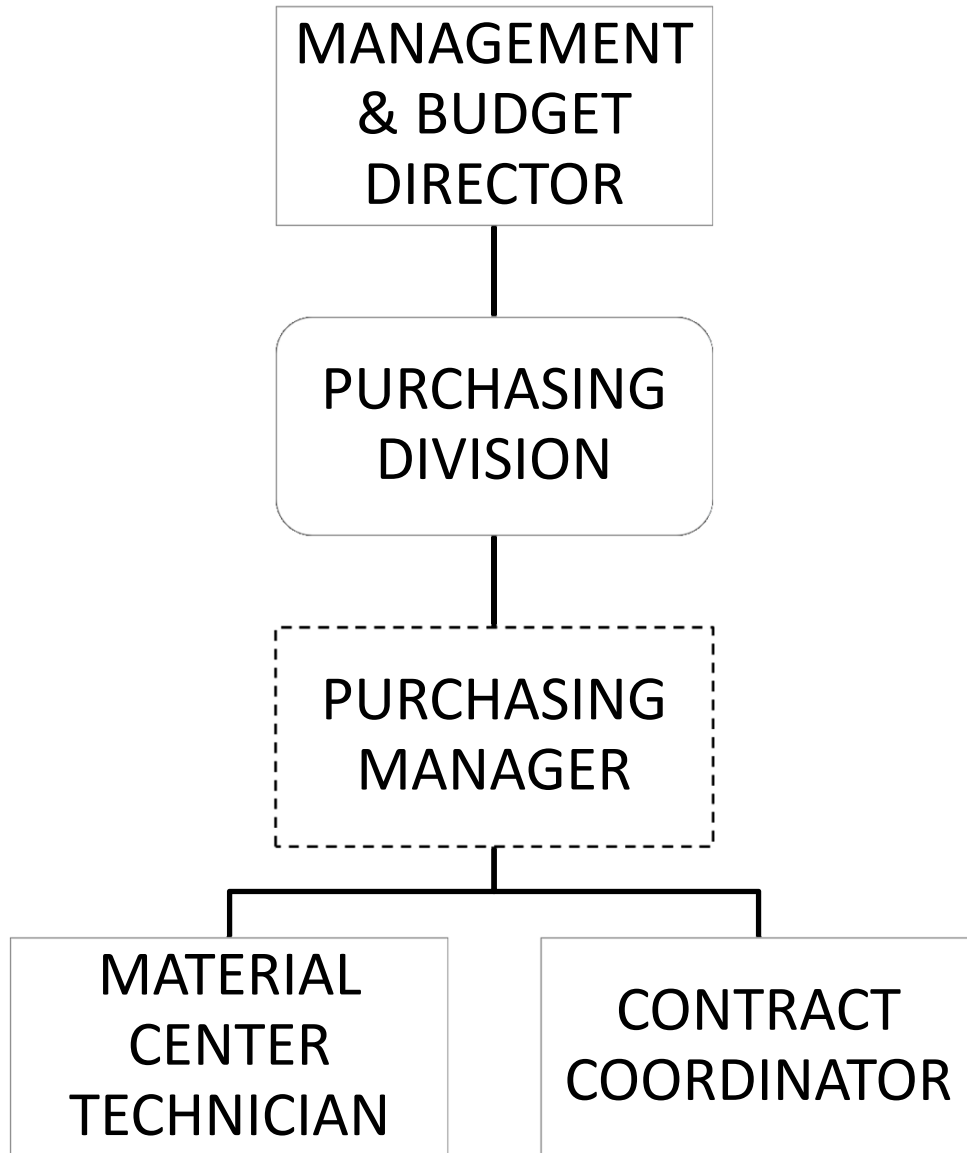 MANAGEMENT
& BUDGET
DIRECTOR
PURCHASING
DIVISION
PURCHASING
MANAGER
MATERIAL
CENTER
TECHNICIAN
CONTRACT
COORDINATOR